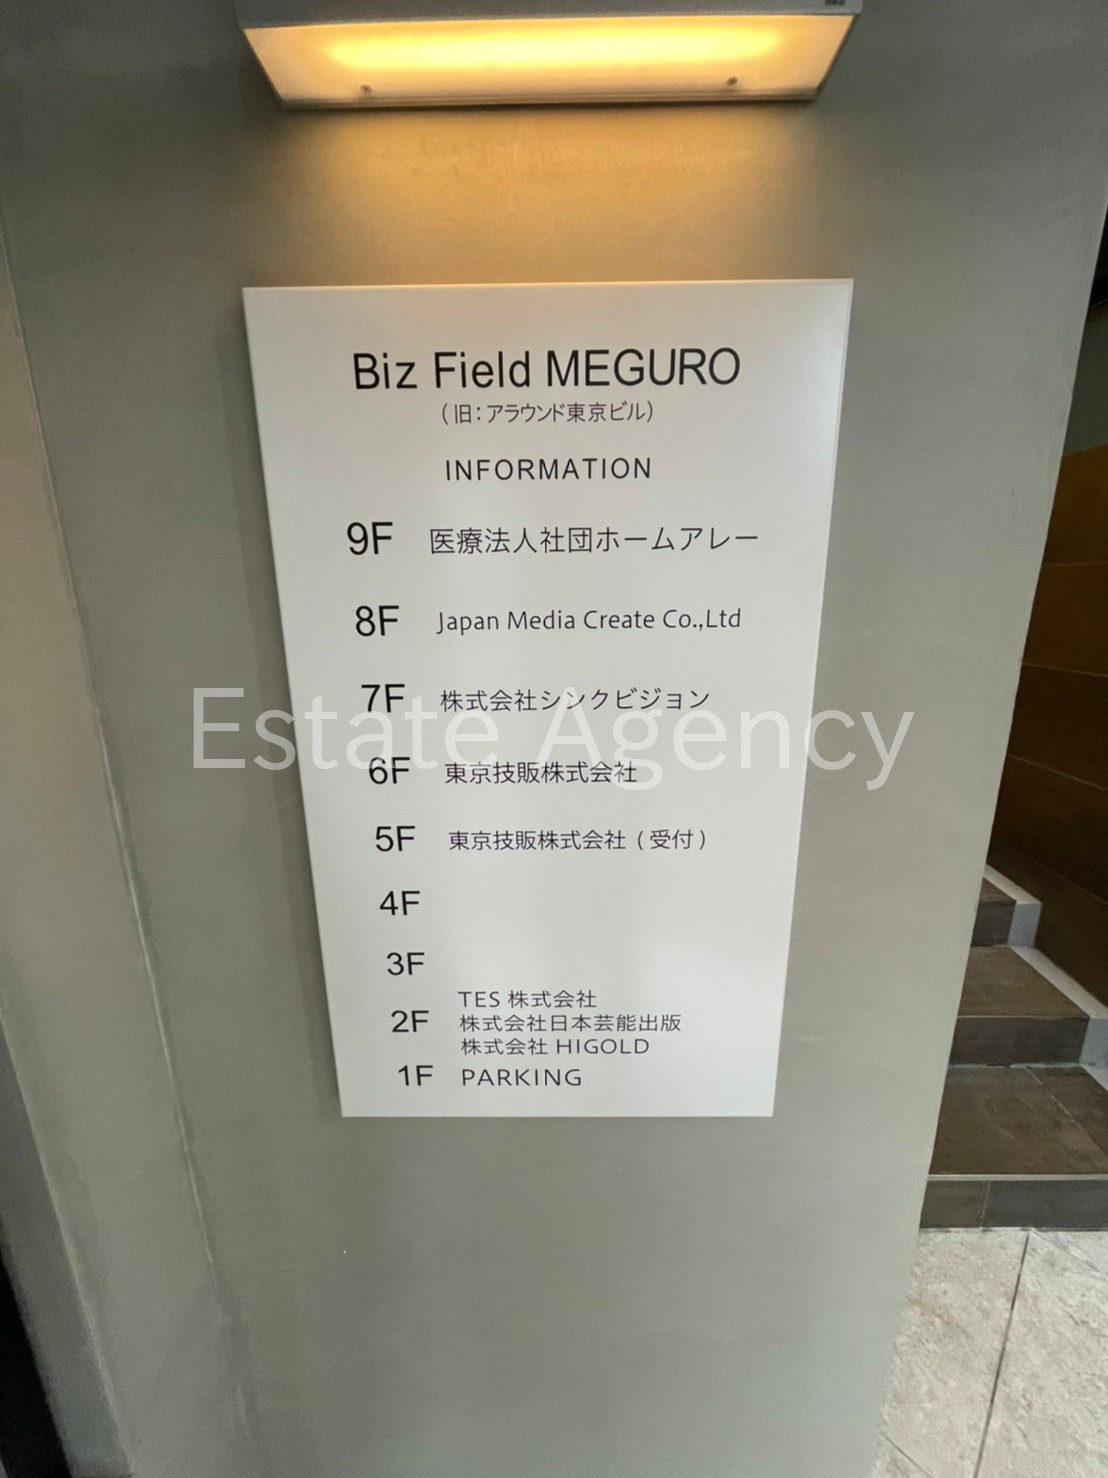 Biz Field MEGURO
（旧：アラウンド東京ビル）
INFORMATION
9F 医療法人社団ホームアレー
8F Japan Media Create Co.,Ltd
7F 株式会社シンクビジョン
Estate Agency
6F 東京技販株式会社
5F 東京技販株式会社（受付）
4F
3F
TES 株式会社
2F 株式会社日本芸能出版
株式会社 HIGOLD
1F PARKING